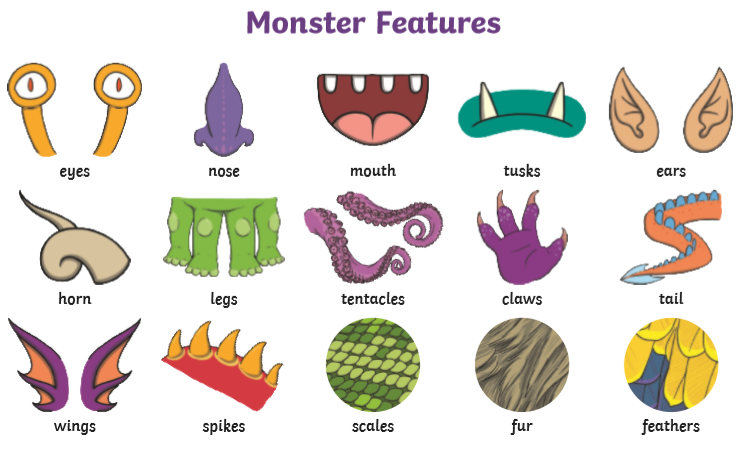 Monster Features
eyes nose mouth tusks ears
horn legs tentacles claws tail
wings spikes scales fur feathers